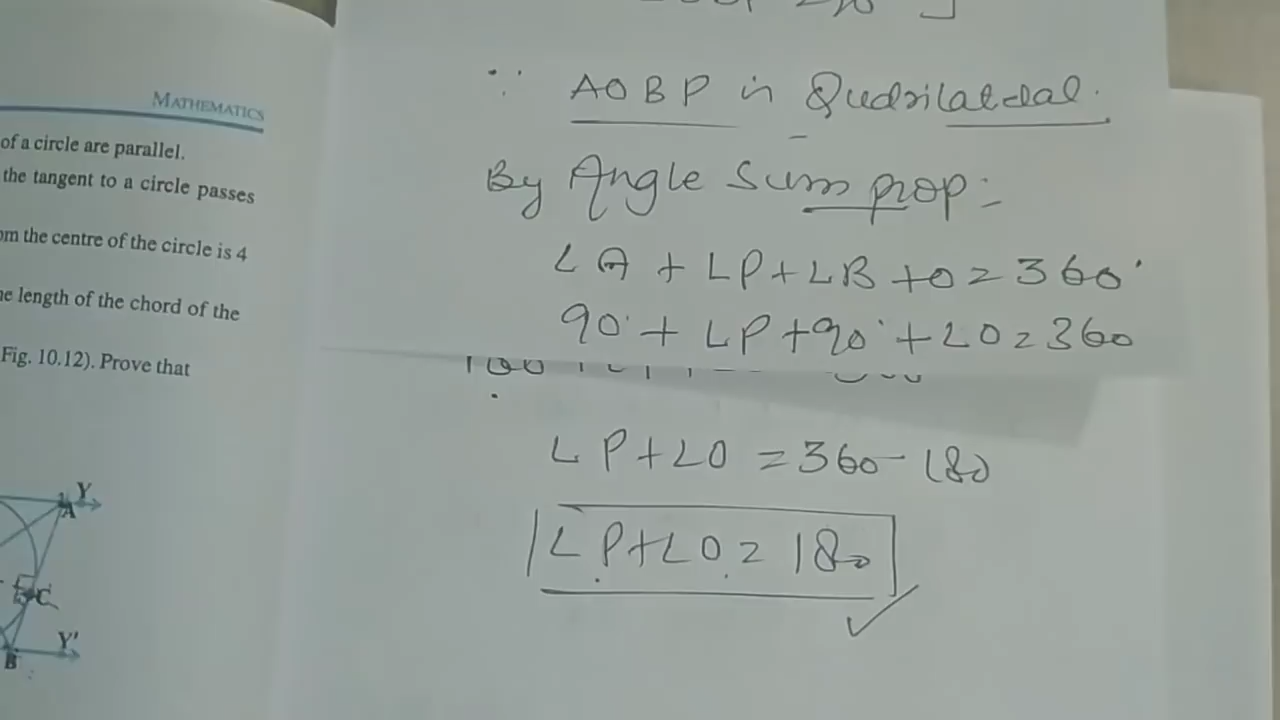 MATHEMATICS
of a circle are parallel.
the tangent to a circle passes
om the centre of the circle is 4
ne length of the chord of the
Fig. 10.12). Prove that
Y
A
C
Y'
B
∵ AOBP is Quadrilateral.
By Angle Sum prop:-
∠A + ∠P + ∠B + O = 360°
90° + ∠P + 90° + ∠O = 360
∠P + ∠O = 360 - 180
∠P + ∠O = 180